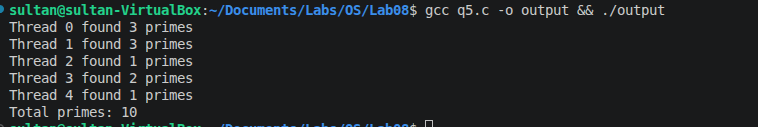 sultan@sultan-VirtualBox:~/Documents/Labs/OS/Lab08$ gcc q5.c -o output && ./output
Thread 0 found 3 primes
Thread 1 found 3 primes
Thread 2 found 1 primes
Thread 3 found 2 primes
Thread 4 found 1 primes
Total primes: 10
sultan@sultan-VirtualBox:~/Documents/Labs/OS/Lab08$